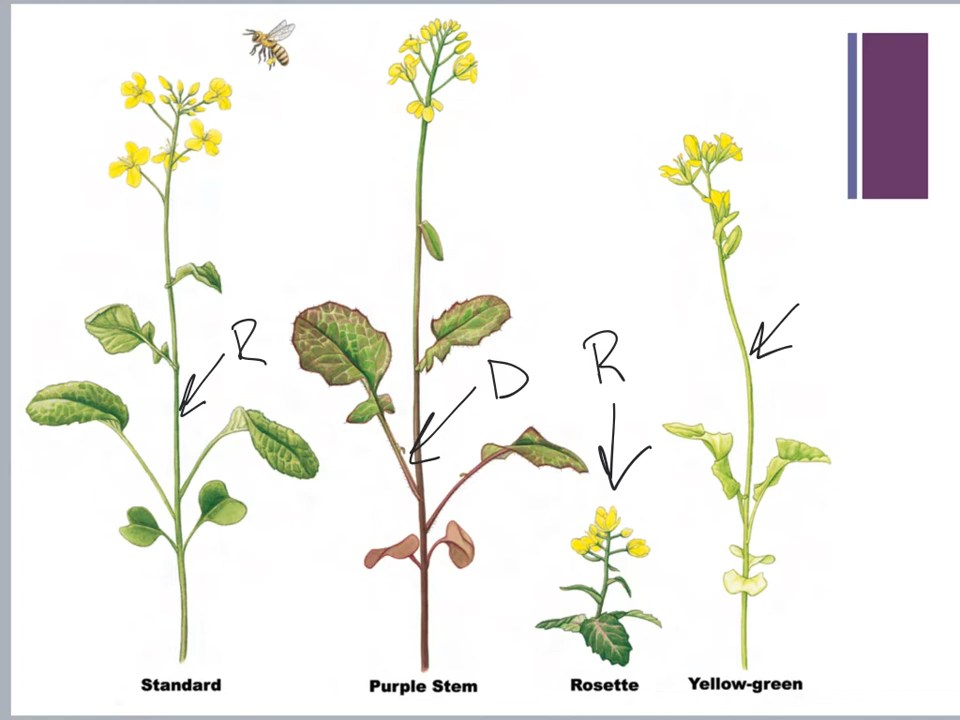 R
D
R
Standard
Purple Stem
Rosette
Yellow-green